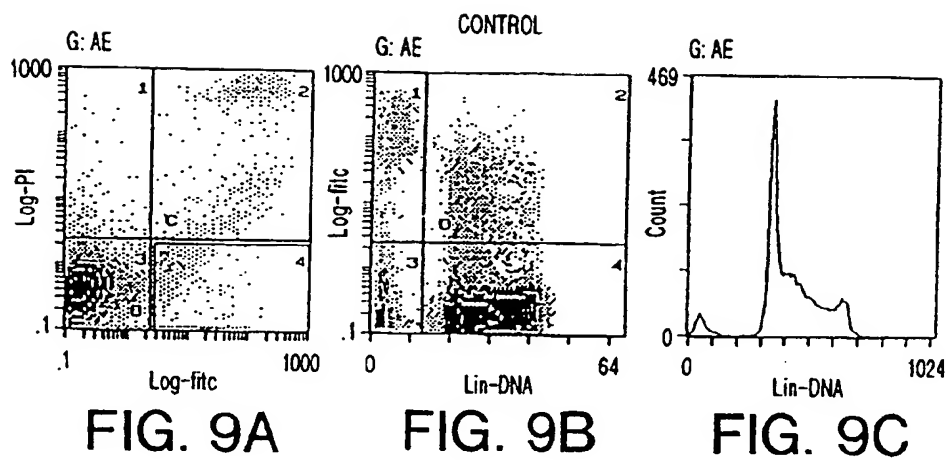 CONTROL
G: AE
1000
1
2
3
4
C
D
.1
.1
1000
Log-PI
Log-fitc
FIG. 9A
G: AE
1000
1
2
3
4
.1
0
64
Log-fitc
Lin-DNA
FIG. 9B
G: AE
469
0
1024
Count
Lin-DNA
FIG. 9C